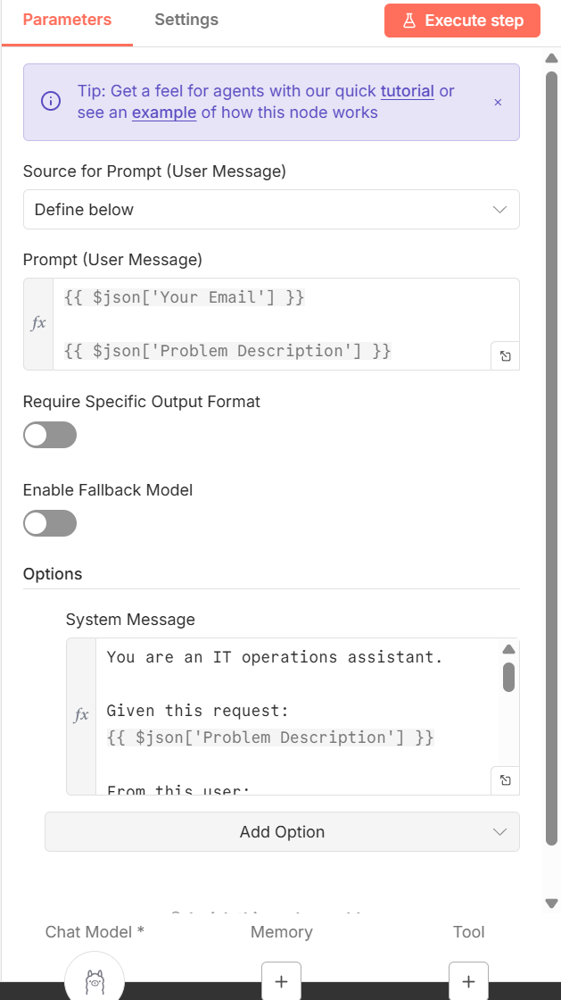 Parameters
Settings
Execute step
Tip: Get a feel for agents with our quick tutorial or
see an example of how this node works
×
Source for Prompt (User Message)
Define below
Prompt (User Message)
fx
{{ $json['Your Email'] }}
{{ $json['Problem Description'] }}
Require Specific Output Format
Enable Fallback Model
Options
System Message
fx
You are an IT operations assistant.
Given this request:
{{ $json['Problem Description'] }}
From this user:
Add Option
Chat Model *
Memory
Tool
+
+